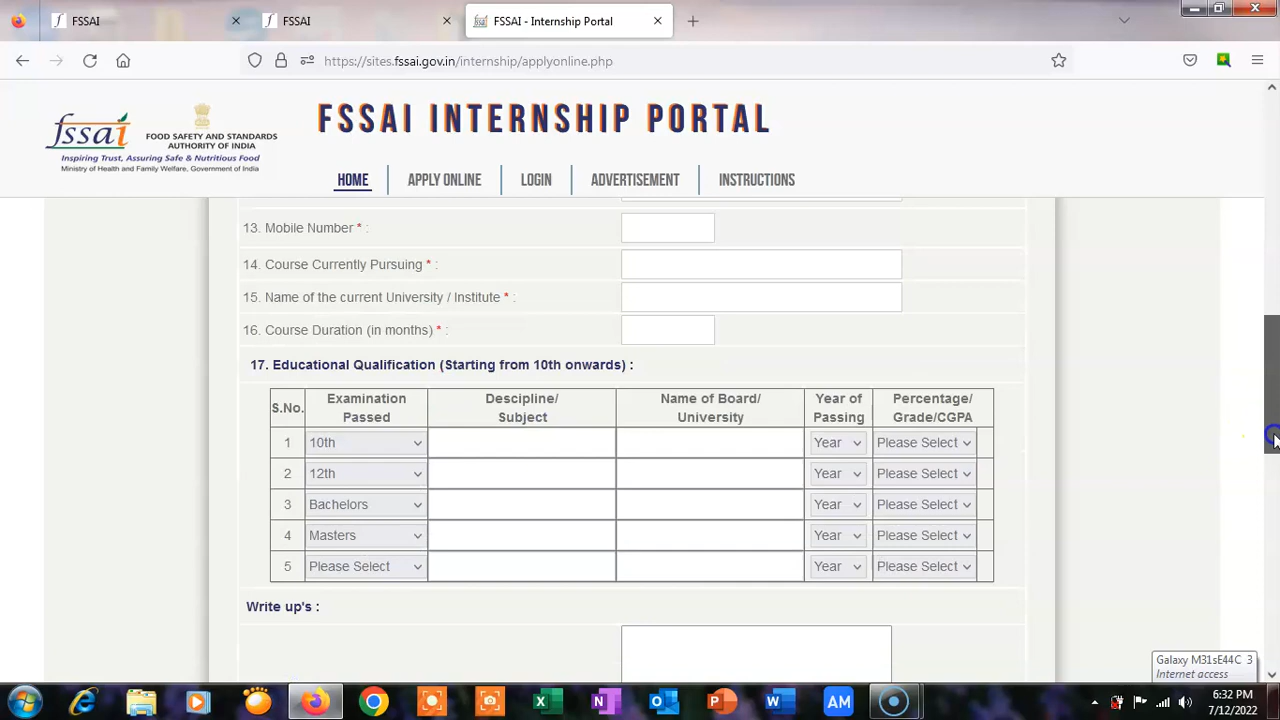 FSSAI
FSSAI
FSSAI - Internship Portal
https://sites.fssai.gov.in/internship/applyonline.php
fssai
FOOD SAFETY AND STANDARDS
AUTHORITY OF INDIA
Inspiring Trust, Assuring Safe & Nutritious Food
Ministry of Health and Family Welfare, Government of India
FSSAI INTERNSHIP PORTAL
HOME APPLY ONLINE LOGIN ADVERTISEMENT INSTRUCTIONS
13. Mobile Number * :
14. Course Currently Pursuing * :
15. Name of the current University / Institute * :
16. Course Duration (in months) * :
17. Educational Qualification (Starting from 10th onwards) :
S.No. Examination Passed Descipline/ Subject Name of Board/ University Year of Passing Percentage/ Grade/CGPA
1 10th Year Please Select
2 12th Year Please Select
3 Bachelors Year Please Select
4 Masters Year Please Select
5 Please Select Year Please Select
Write up's :
Galaxy M31sE44C 3
Internet access
AM
6:32 PM
7/12/2022